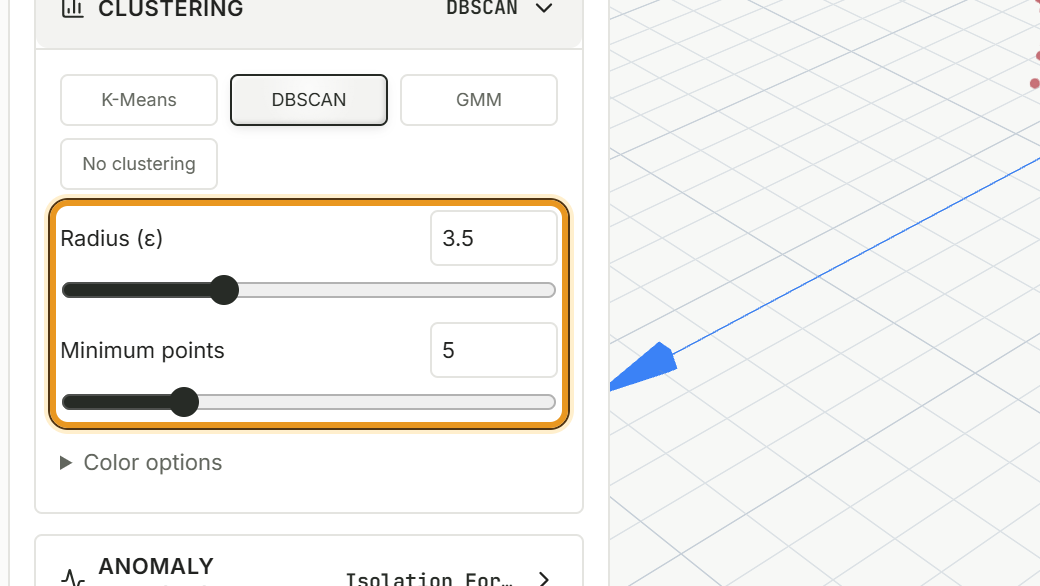 CLUSTERING DBSCAN
K-Means DBSCAN GMM
No clustering
Radius (ε) 3.5
Minimum points 5
Color options
ANOMALY
Isolation For…